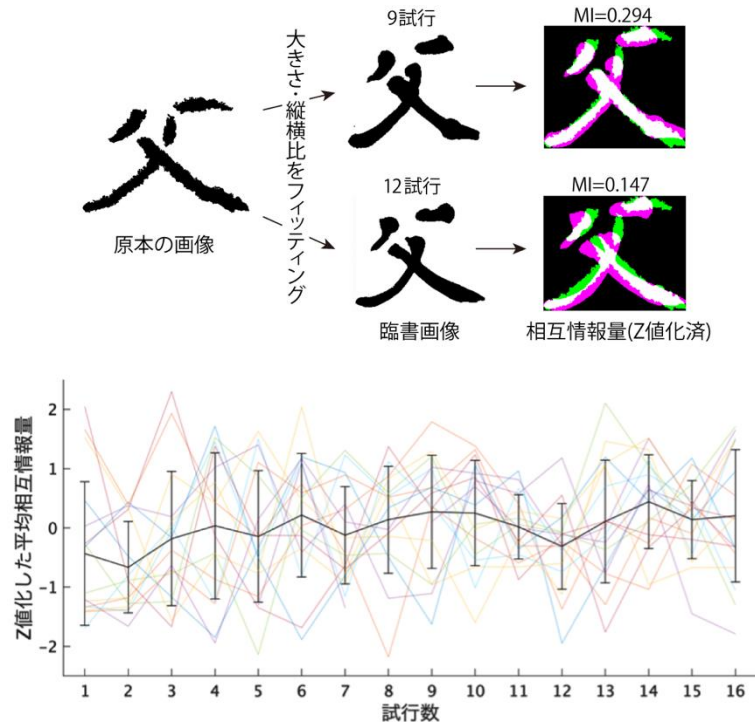 9試行
MI=0.294
父
父
大きさ・縦横比をフィッティング
原本の画像
12試行
MI=0.147
父
臨書画像
相互情報量(Z値化済)
Z値化した平均相互情報量
2
1
0
-1
-2
1 2 3 4 5 6 7 8 9 10 11 12 13 14 15 16
試行数